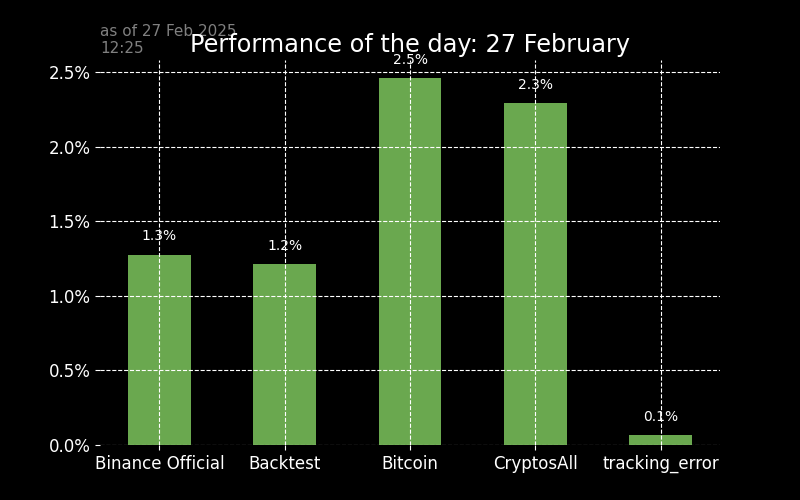 as of 27 Feb 2025
12:25
Performance of the day: 27 February
2.5%
2.0%
1.5%
1.0%
0.5%
0.0%
1.3%
1.2%
2.5%
2.3%
0.1%
Binance Official
Backtest
Bitcoin
CryptosAll
tracking_error